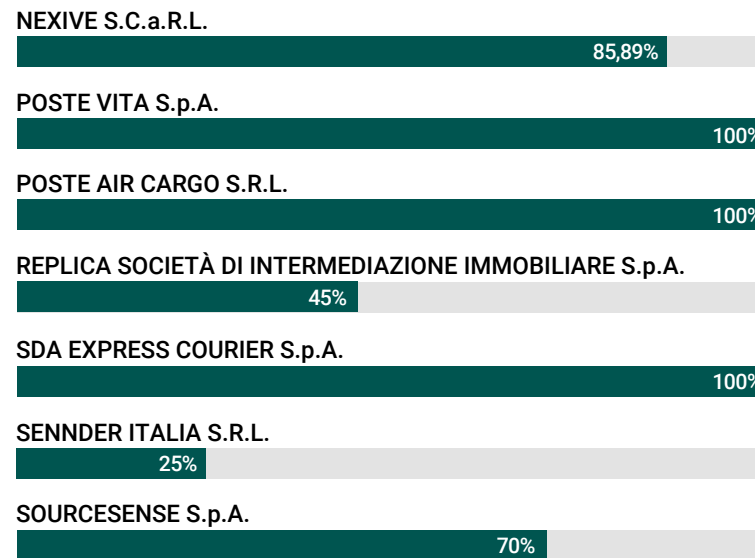 NEXIVE S.C.a.R.L.
85,89%
POSTE VITA S.p.A.
100%
POSTE AIR CARGO S.R.L.
100%
REPLICA SOCIETÀ DI INTERMEDIAZIONE IMMOBILIARE S.p.A.
45%
SDA EXPRESS COURIER S.p.A.
100%
SENNDER ITALIA S.R.L.
25%
SOURCESENSE S.p.A.
70%